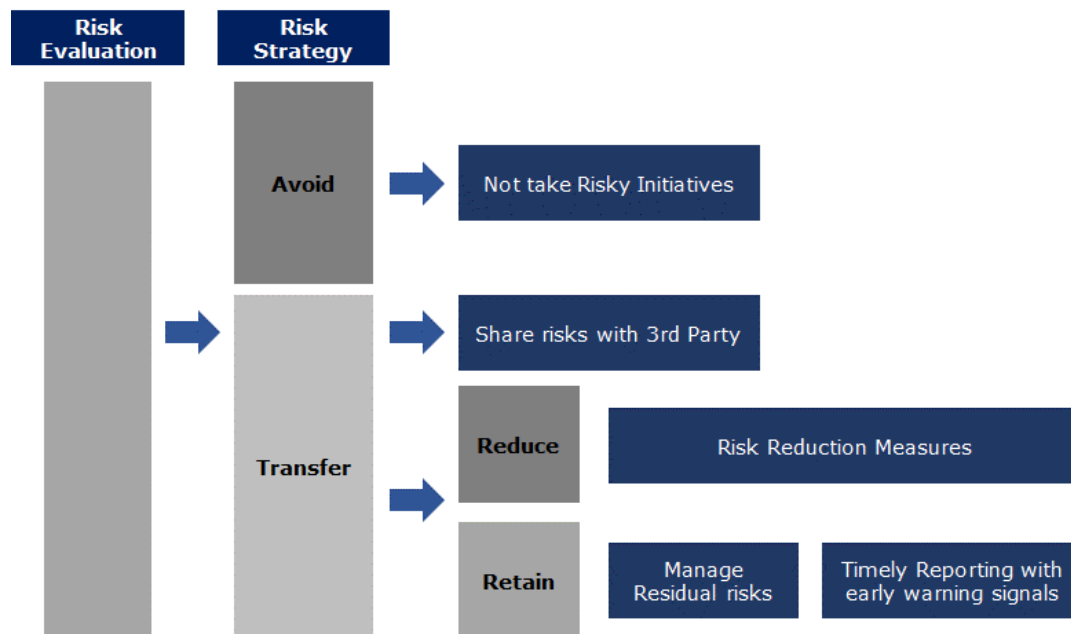 Risk
Evaluation
Risk
Strategy
Avoid
Not take Risky Initiatives
Transfer
Share risks with 3rd Party
Reduce
Risk Reduction Measures
Retain
Manage
Residual risks
Timely Reporting with
early warning signals